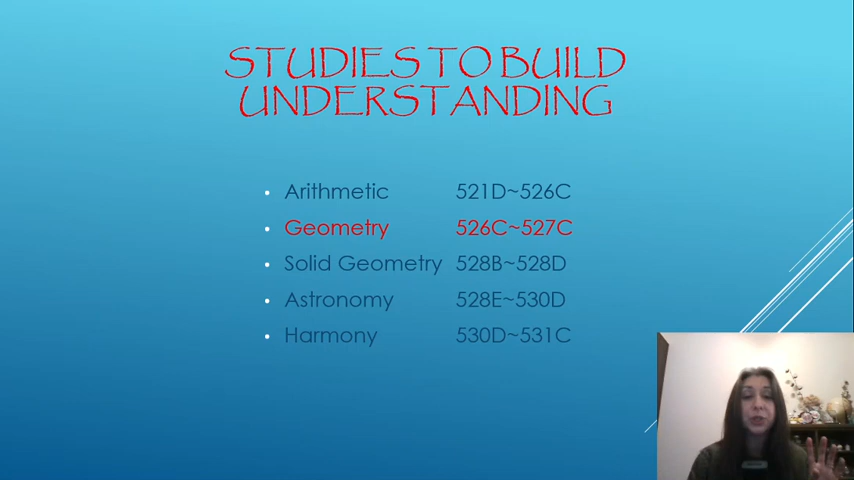 STUDIES TO BUILD
UNDERSTANDING
• Arithmetic 521D~526C
• Geometry 526C~527C
• Solid Geometry 528B~528D
• Astronomy 528E~530D
• Harmony 530D~531C